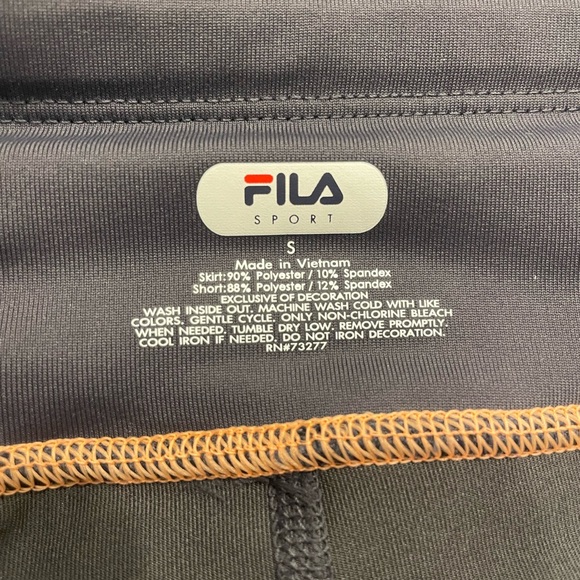 FILA
SPORT
S
Made in Vietnam
Skirt: 90% Polyester / 10% Spandex
Short: 88% Polyester / 12% Spandex
EXCLUSIVE OF DECORATION
WASH INSIDE OUT. MACHINE WASH COLD WITH LIKE
COLORS. GENTLE CYCLE. ONLY NON-CHLORINE BLEACH
WHEN NEEDED. TUMBLE DRY LOW. REMOVE PROMPTLY.
COOL IRON IF NEEDED. DO NOT IRON DECORATION.
RN#73277